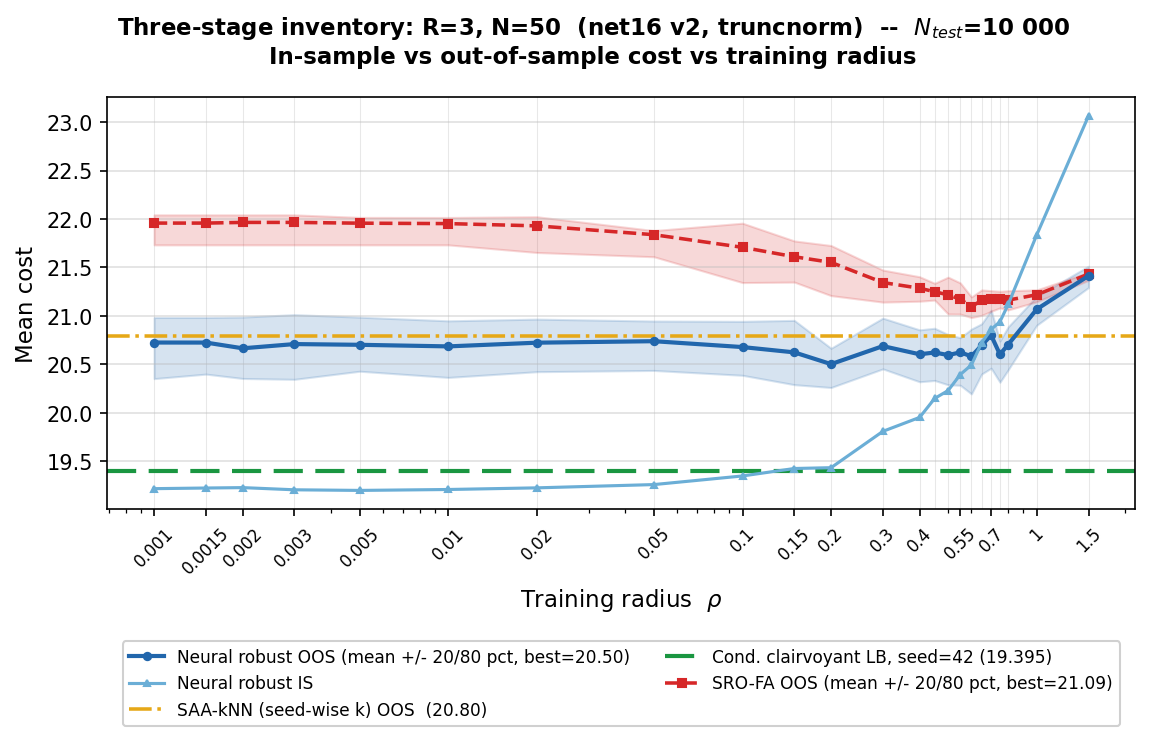 Three-stage inventory: R=3, N=50 (net16 v2, truncnorm) -- N_test=10 000
In-sample vs out-of-sample cost vs training radius
Mean cost
23.0
22.5
22.0
21.5
21.0
20.5
20.0
19.5
0.001
0.0015
0.002
0.003
0.005
0.01
0.02
0.05
0.1
0.15
0.2
0.3
0.4
0.55
0.7
1
1.5
Training radius ρ
Neural robust OOS (mean +/- 20/80 pct, best=20.50)
Neural robust IS
SAA-kNN (seed-wise k) OOS (20.80)
Cond. clairvoyant LB, seed=42 (19.395)
SRO-FA OOS (mean +/- 20/80 pct, best=21.09)